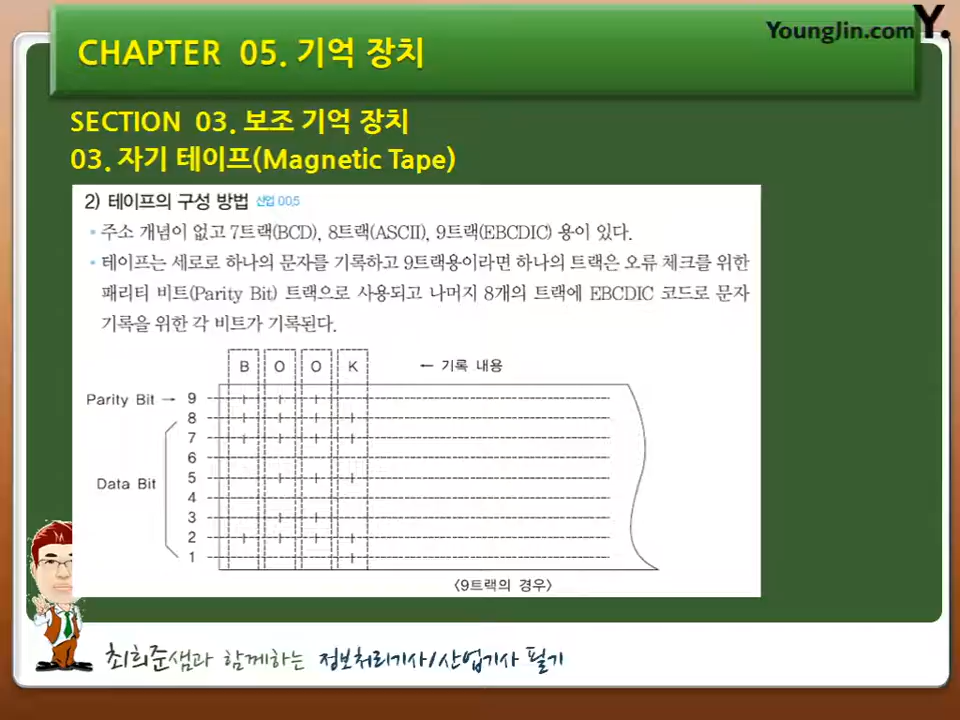 YoungJin.com Y.
CHAPTER 05. 기억 장치
SECTION 03. 보조 기억 장치
03. 자기 테이프(Magnetic Tape)
2) 테이프의 구성 방법 산업 00.5
• 주소 개념이 없고 7트랙(BCD), 8트랙(ASCII), 9트랙(EBCDIC) 용이 있다.
• 테이프는 세로로 하나의 문자를 기록하고 9트랙용이라면 하나의 트랙은 오류 체크를 위한
패리티 비트(Parity Bit) 트랙으로 사용되고 나머지 8개의 트랙에 EBCDIC 코드로 문자
기록을 위한 각 비트가 기록된다.
B O O K ← 기록 내용
Parity Bit → 9
8
7
6
5
Data Bit
4
3
2
1
〈9트랙의 경우〉
최희준샘과 함께하는 정보처리기사/산업기사 필기